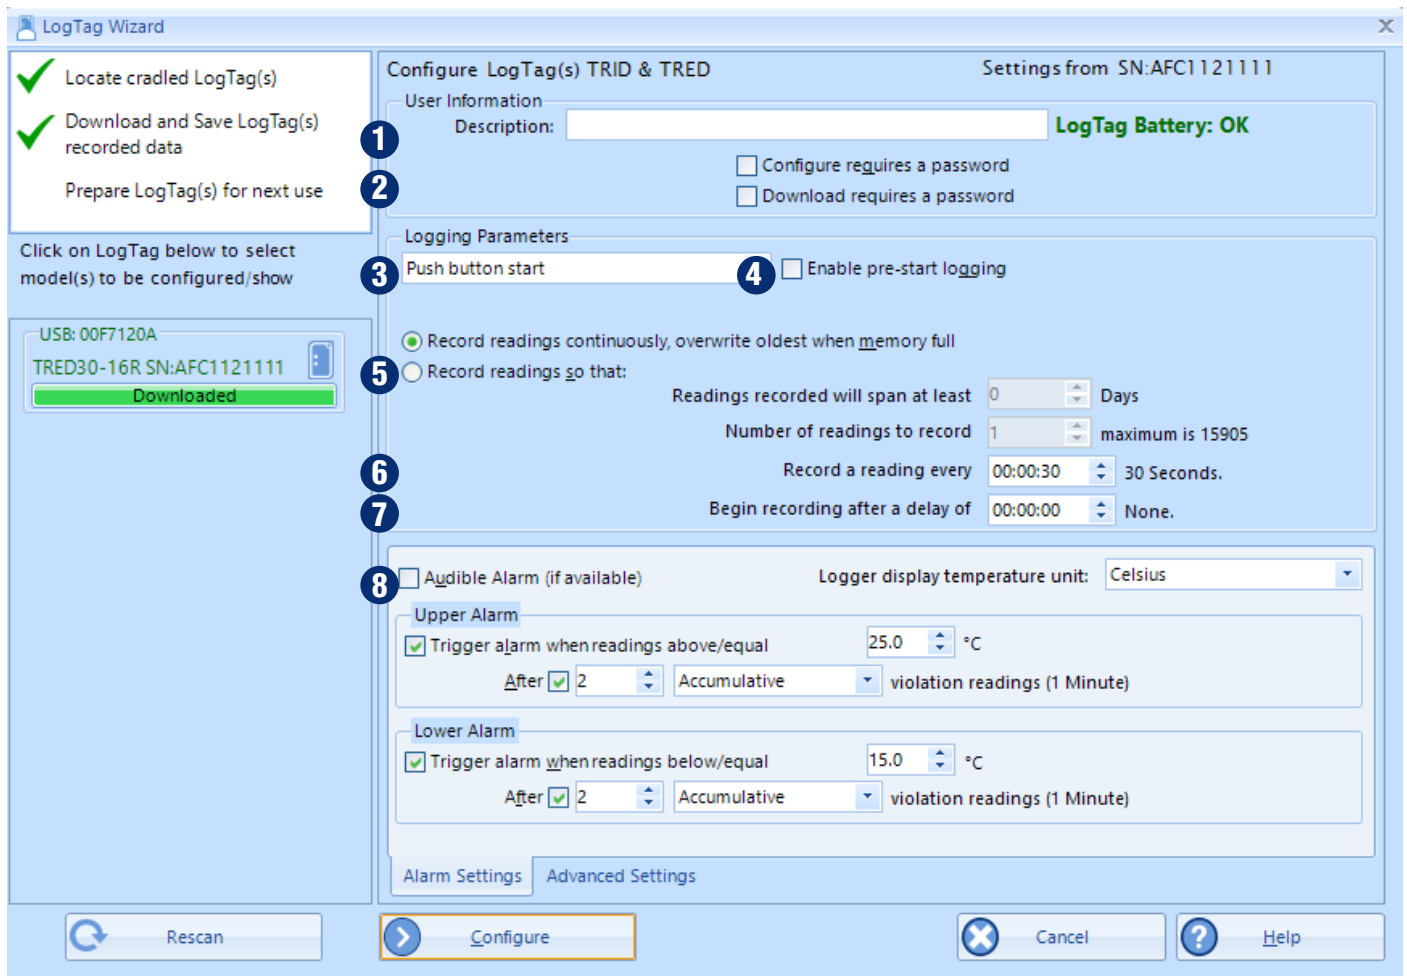 LogTag Wizard
X
Locate cradled LogTag(s)
Download and Save LogTag(s)
recorded data
Prepare LogTag(s) for next use
Click on LogTag below to select
model(s) to be configured/show
USB: 00F7120A
TRED30-16R SN:AFC1121111
Downloaded
Configure LogTag(s) TRID & TRED
Settings from SN:AFC1121111
User Information
1
Description:
LogTag Battery: OK
Configure requires a password
2
Download requires a password
Logging Parameters
3
Push button start
4
Enable pre-start logging
Record readings continuously, overwrite oldest when memory full
5
Record readings so that:
Readings recorded will span at least 0 Days
Number of readings to record 1 maximum is 15905
6
Record a reading every 00:00:30 30 Seconds.
7
Begin recording after a delay of 00:00:00 None.
8
Audible Alarm (if available)
Logger display temperature unit: Celsius
Upper Alarm
Trigger alarm when readings above/equal 25.0 °C
After 2 Accumulative violation readings (1 Minute)
Lower Alarm
Trigger alarm when readings below/equal 15.0 °C
After 2 Accumulative violation readings (1 Minute)
Alarm Settings
Advanced Settings
Rescan
Configure
Cancel
? Help